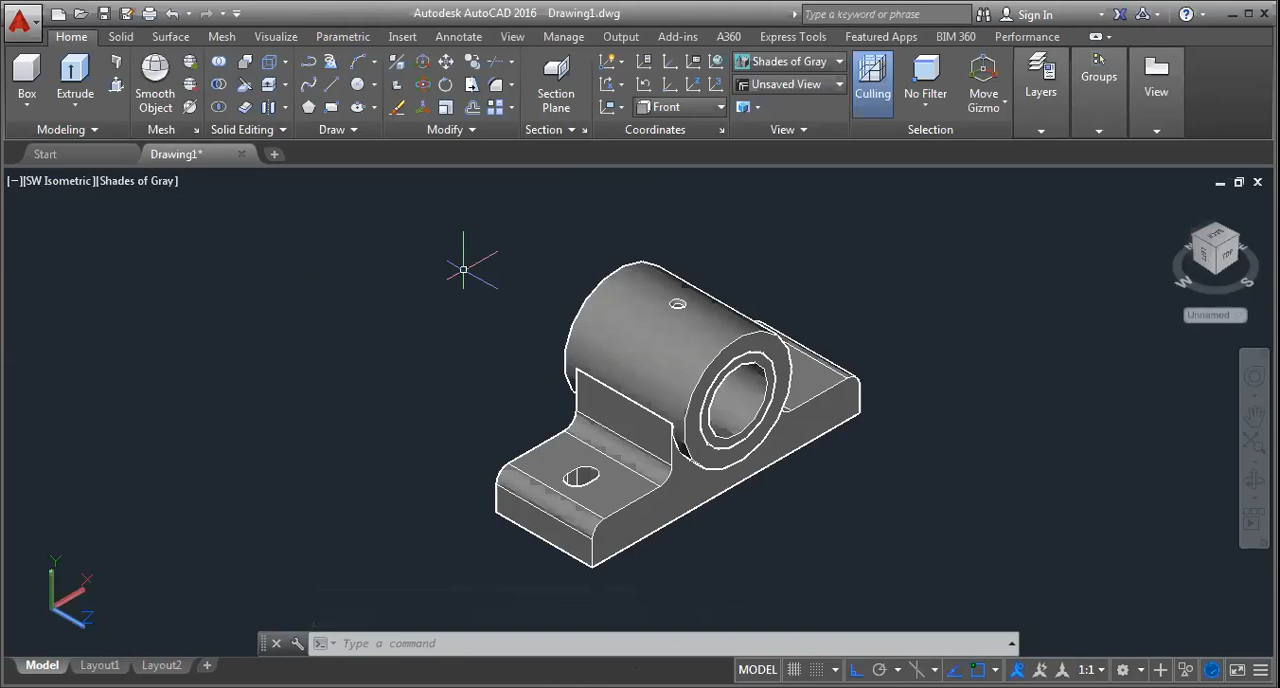 Autodesk AutoCAD 2016 Drawing1.dwg
Type a keyword or phrase
Sign In
Home Solid Surface Mesh Visualize Parametric Insert Annotate View Manage Output Add-ins A360 Express Tools Featured Apps BIM 360 Performance
Box
Extrude
Smooth
Object
Section
Plane
Front
Shades of Gray
Unsaved View
Culling
No Filter
Move
Gizmo
Layers
Groups
View
Modeling Mesh Solid Editing Draw Modify Section Coordinates View Selection
Start Drawing1*
[−][SW Isometric][Shades of Gray]
BACK
LEFT
TOP
W
S
E
N
Unnamed
Y
X
Z
Type a command
Model Layout1 Layout2
MODEL 1:1